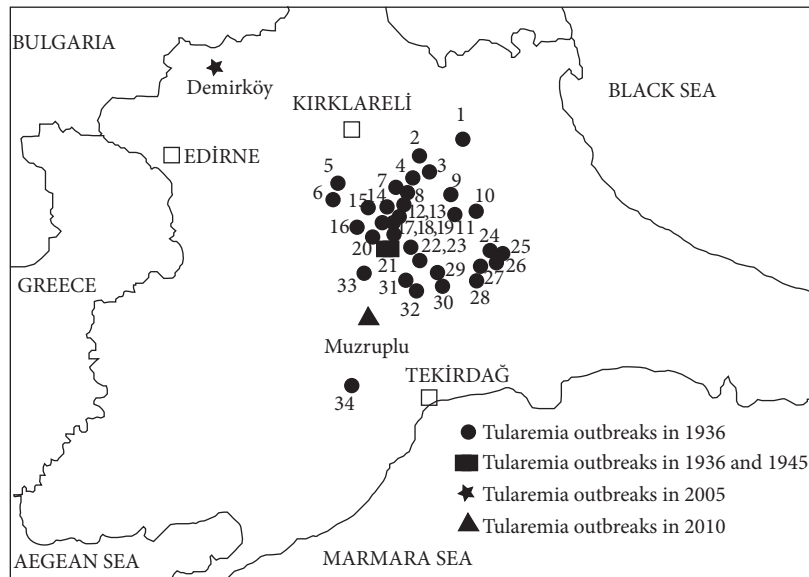 BULGARIA
Demirköy
BLACK SEA
KIRKLARELİ
1
EDİRNE
2
3
4
5
7
6
8
9
10
15
14
12,13
16
17,18,19
11
20
22,23
24
25
21
26
GREECE
33
31
29
27
32
30
28
Muzruplu
TEKİRDAĞ
34
Tularemia outbreaks in 1936
Tularemia outbreaks in 1936 and 1945
Tularemia outbreaks in 2005
Tularemia outbreaks in 2010
AEGEAN SEA
MARMARA SEA